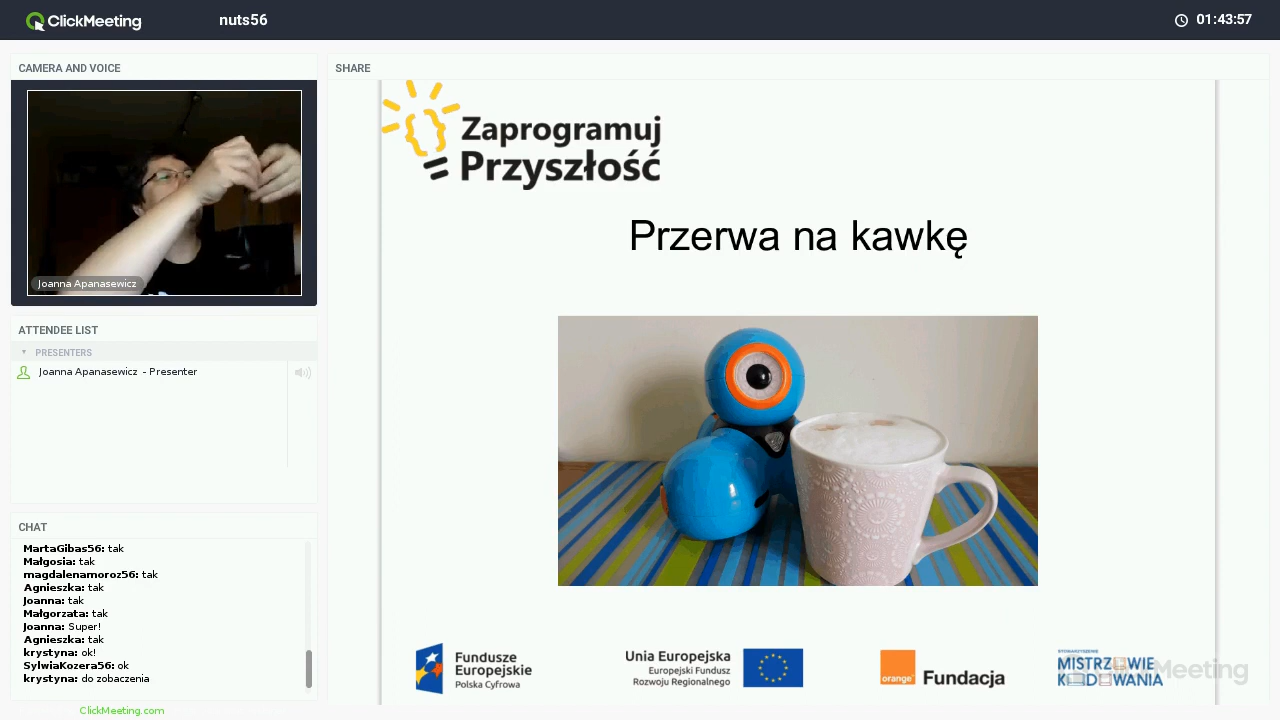 ClickMeeting
nuts56
01:43:57
CAMERA AND VOICE
Joanna Apanasewicz
ATTENDEE LIST
PRESENTERS
Joanna Apanasewicz - Presenter
CHAT
MartaGibas56: tak
Małgosia: tak
magdalenamoroz56: tak
Agnieszka: tak
Joanna: tak
Małgorzata: tak
Joanna: Super!
Agnieszka: tak
krystyna: ok!
SylwiaKozera56: ok
krystyna: do zobaczenia
ClickMeeting.com
SHARE
Zaprogramuj
Przyszłość
Przerwa na kawkę
Fundusze
Europejskie
Polska Cyfrowa
Unia Europejska
Europejski Fundusz
Rozwoju Regionalnego
orange
Fundacja
STOWARZYSZENIE
MISTRZOWIE
KODOWANIA
ClickMeeting